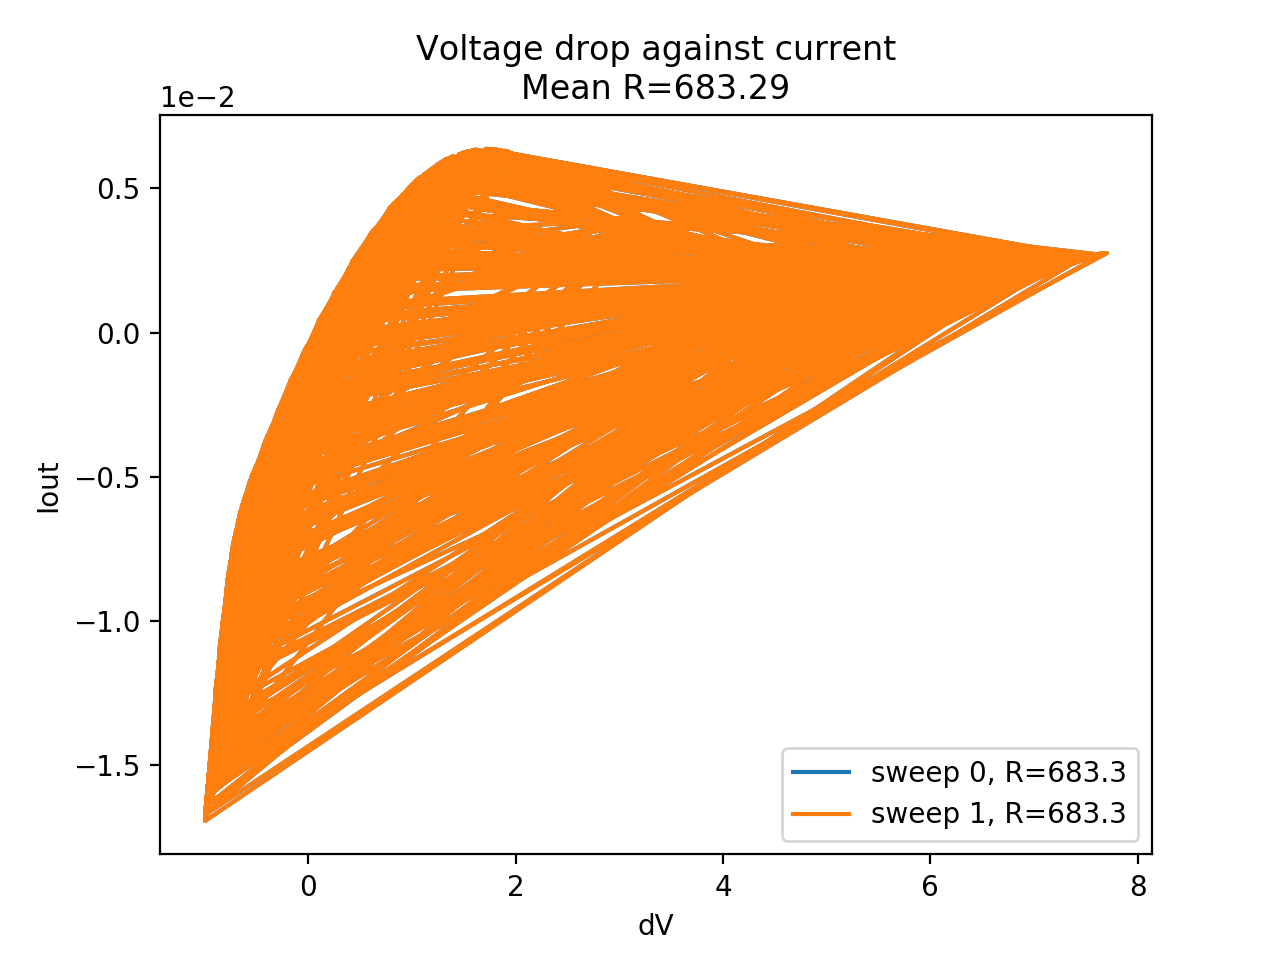 Voltage drop against current
Mean R=683.29
1e−2
0.5
0.0
−0.5
−1.0
−1.5
Iout
0
2
4
6
8
dV
sweep 0, R=683.3
sweep 1, R=683.3